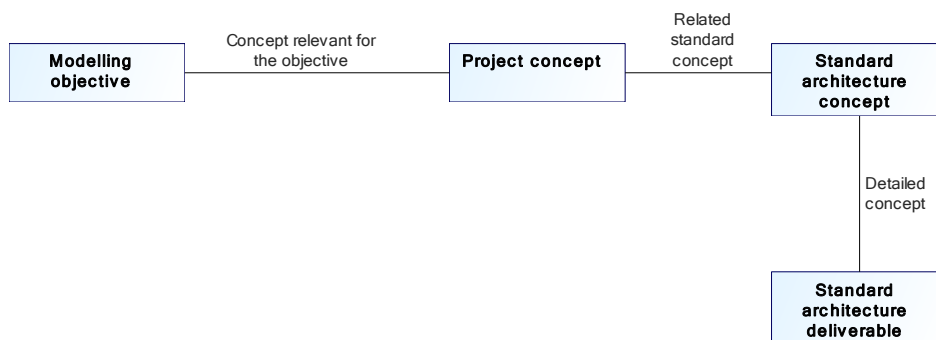 Modelling
objective
Concept relevant for
the objective
Project concept
Related
standard
concept
Standard
architecture
concept
Detailed
concept
Standard
architecture
deliverable